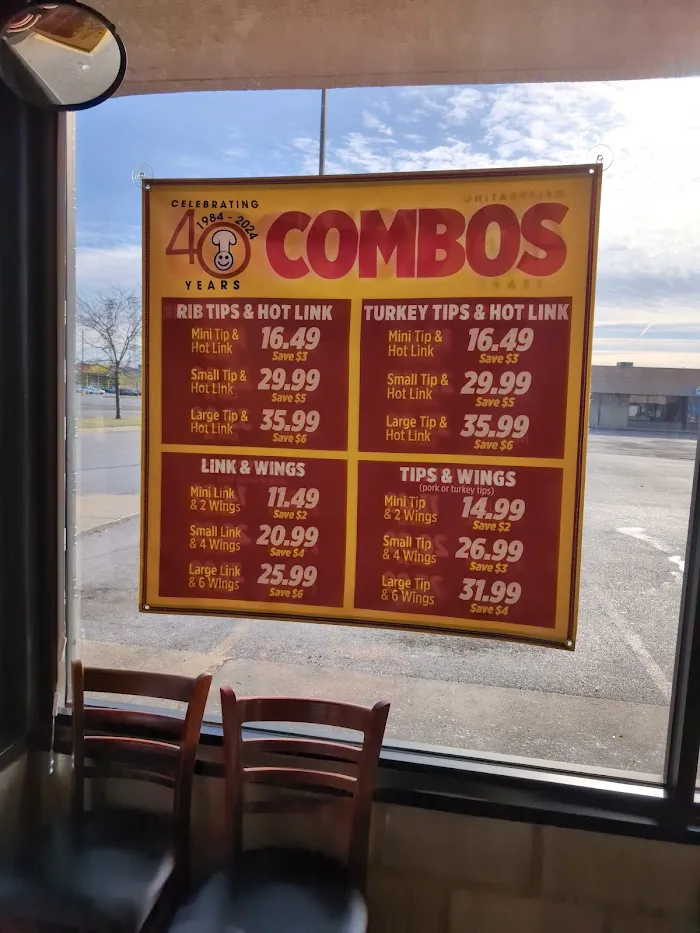 CELEBRATING
40
1984 - 2024
YEARS
COMBOS
RIB TIPS & HOT LINK
Mini Tip &
Hot Link
16.49
Save $3
Small Tip &
Hot Link
29.99
Save $5
Large Tip &
Hot Link
35.99
Save $6
TURKEY TIPS & HOT LINK
Mini Tip &
Hot Link
16.49
Save $3
Small Tip &
Hot Link
29.99
Save $5
Large Tip &
Hot Link
35.99
Save $6
LINK & WINGS
Mini Link
& 2 Wings
11.49
Save $2
Small Link
& 4 Wings
20.99
Save $4
Large Link
& 6 Wings
25.99
Save $6
TIPS & WINGS
(pork or turkey tips)
Mini Tip
& 2 Wings
14.99
Save $2
Small Tip
& 4 Wings
26.99
Save $3
Large Tip
& 6 Wings
31.99
Save $4